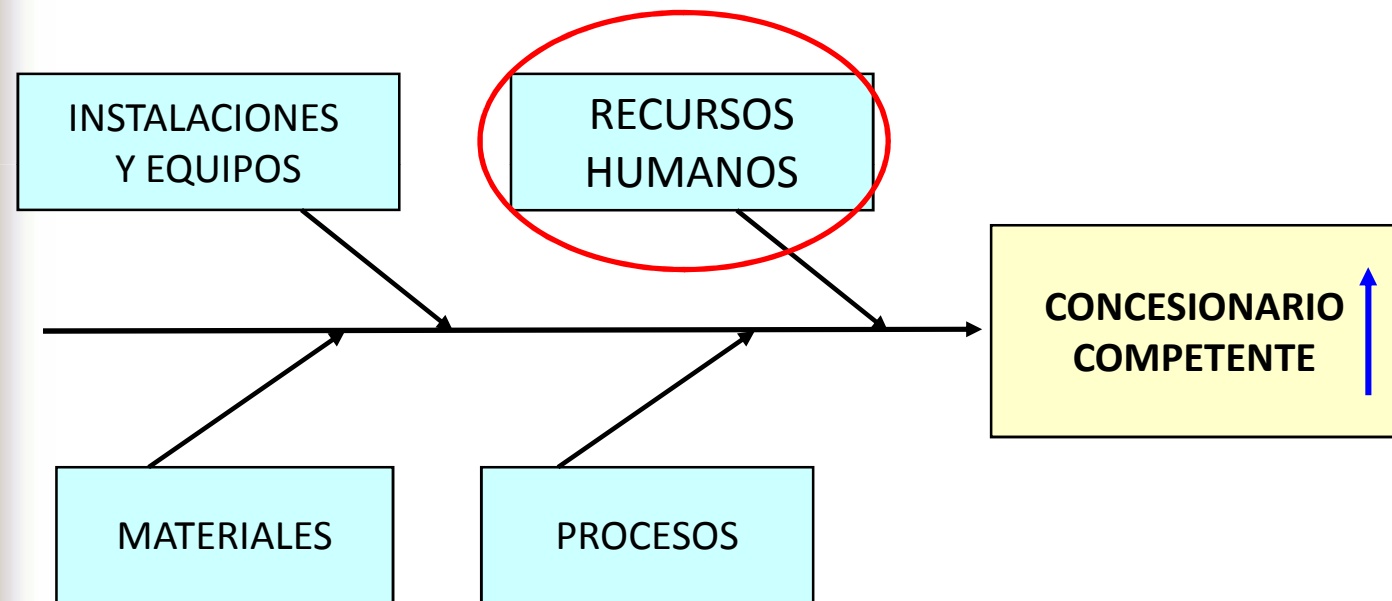 INSTALACIONES
Y EQUIPOS
RECURSOS
HUMANOS
CONCESIONARIO
COMPETENTE
MATERIALES
PROCESOS